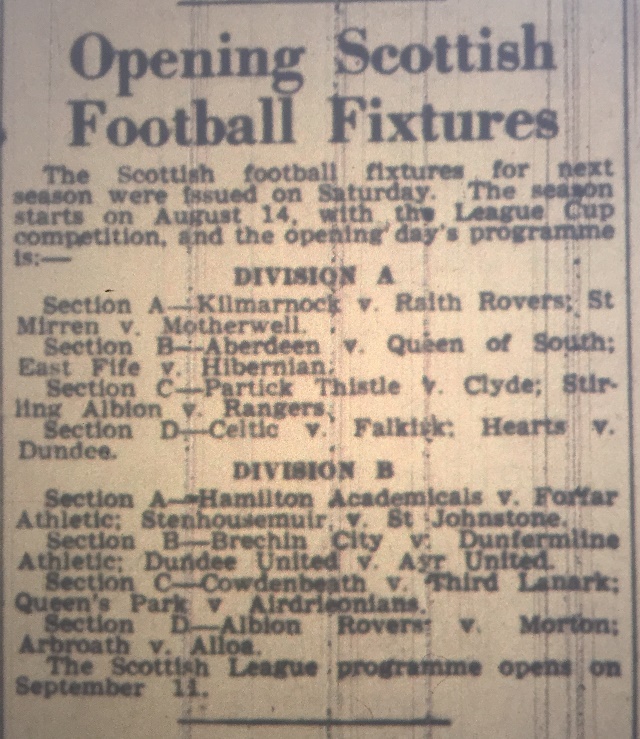 Opening Scottish
Football Fixtures
The Scottish football fixtures for next
season were issued on Saturday. The season
starts on August 14, with the League Cup
competition, and the opening day's programme
is:—
DIVISION A
Section A—Kilmarnock v. Raith Rovers; St
Mirren v. Motherwell.
Section B—Aberdeen v. Queen of South;
East Fife v. Hibernian.
Section C—Partick Thistle v. Clyde; Stir-
ling Albion v. Rangers.
Section D—Celtic v. Falkirk; Hearts v.
Dundee.
DIVISION B
Section A—Hamilton Academicals v. Forfar
Athletic; Stenhousemuir v. St Johnstone.
Section B—Brechin City v. Dunfermline
Athletic; Dundee United v. Ayr United.
Section C—Cowdenbeath v. Third Lanark;
Queen's Park v Airdrieonians.
Section D—Albion Rovers v. Morton;
Arbroath v. Alloa.
The Scottish League programme opens on
September 11.